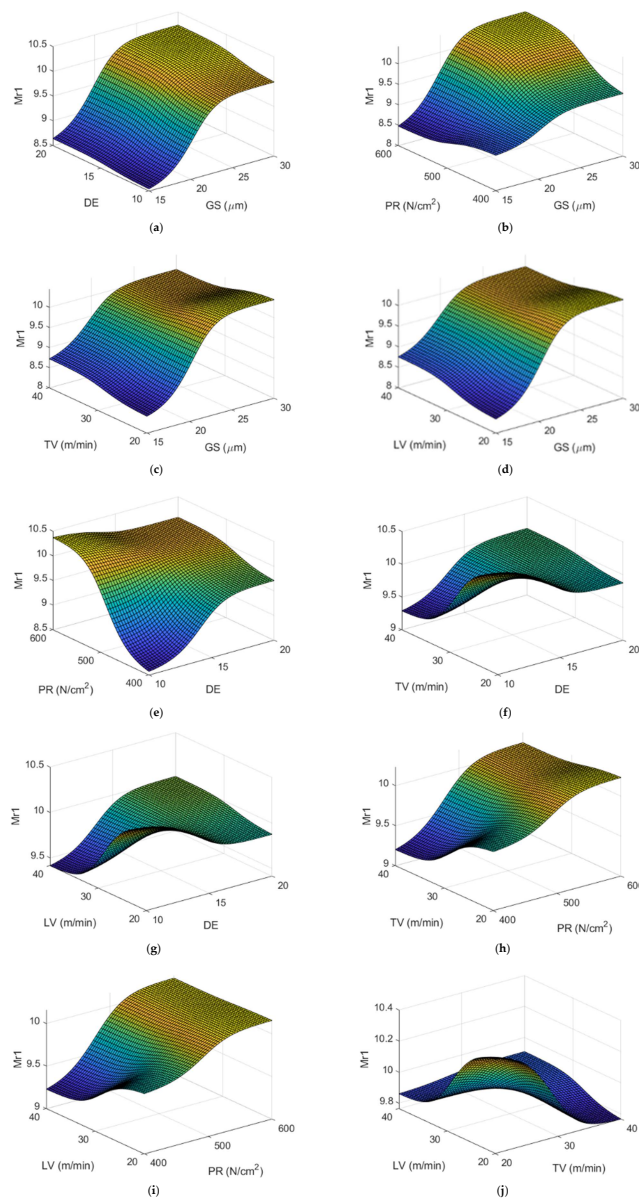 10.5
10
9.5
9
8.5
Mr1
20
15
10
DE
15
20
25
30
GS (μm)
(a)
10
9.5
9
8.5
8
Mr1
600
500
400
PR (N/cm²)
15
20
25
30
GS (μm)
(b)
10
9.5
9
8.5
8
Mr1
40
30
20
TV (m/min)
15
20
25
30
GS (μm)
(c)
10
9.5
9
8.5
8
Mr1
40
30
20
LV (m/min)
15
20
25
30
GS (μm)
(d)
10.5
10
9.5
9
8.5
Mr1
600
500
400
PR (N/cm²)
10
15
20
DE
(e)
10.5
10
9.5
9
Mr1
40
30
20
TV (m/min)
10
15
20
DE
(f)
10.5
10
9.5
Mr1
40
30
20
LV (m/min)
10
15
20
DE
(g)
10
9.5
9
Mr1
40
30
20
TV (m/min)
400
500
600
PR (N/cm²)
(h)
10
9.5
9
Mr1
40
30
20
LV (m/min)
400
500
600
PR (N/cm²)
(i)
10.4
10.2
10
9.8
Mr1
40
30
20
LV (m/min)
20
30
40
TV (m/min)
(j)